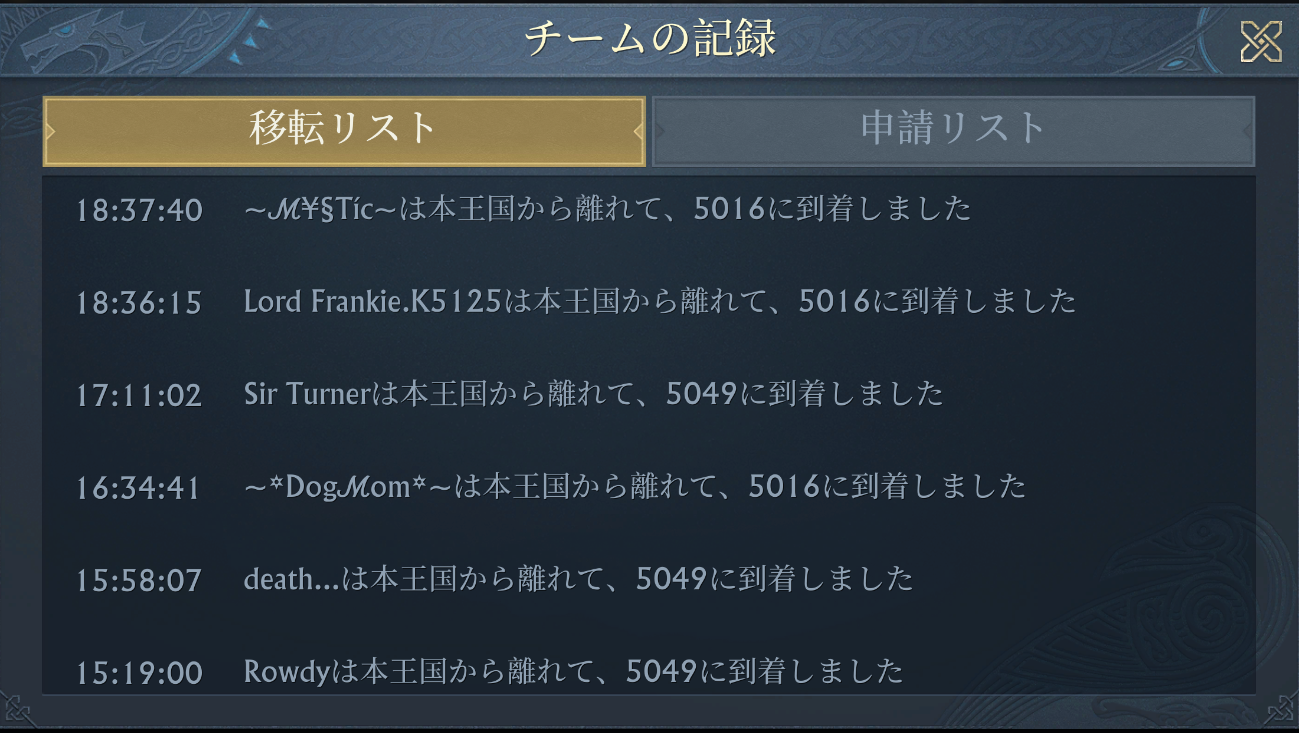 チームの記録
移転リスト 申請リスト
18:37:40 ~ℳ¥§Tíc~は本王国から離れて、5016に到着しました
18:36:15 Lord Frankie.K5125は本王国から離れて、5016に到着しました
17:11:02 Sir Turnerは本王国から離れて、5049に到着しました
16:34:41 ~*Dogℳom*~は本王国から離れて、5016に到着しました
15:58:07 death...は本王国から離れて、5049に到着しました
15:19:00 Rowdyは本王国から離れて、5049に到着しました